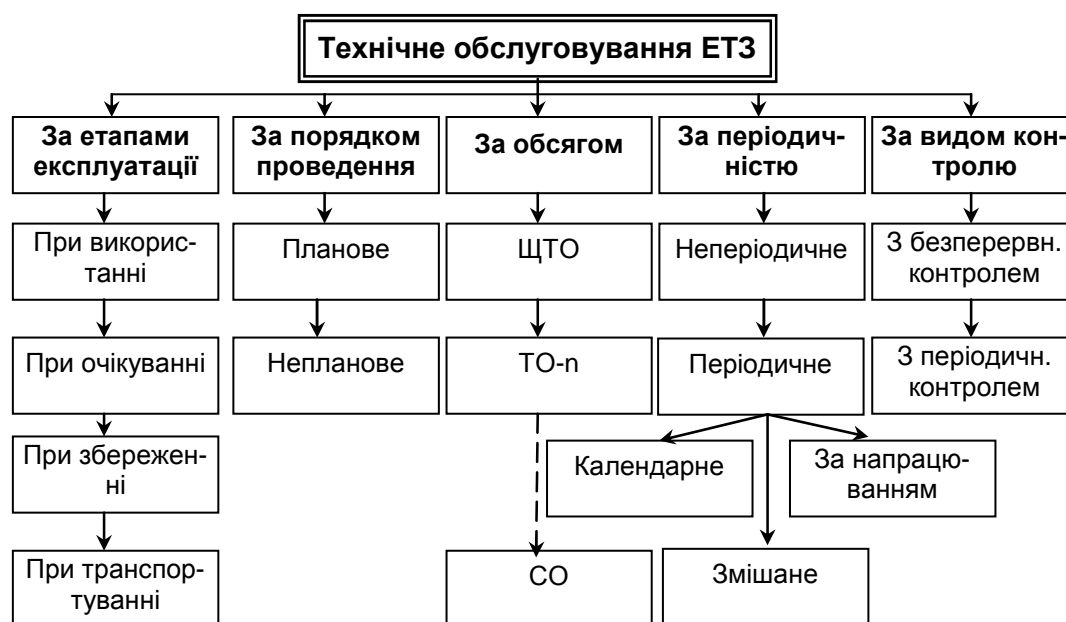 Технічне обслуговування ЕТЗ
За етапами
експлуатації
За порядком
проведення
За обсягом
За періодич-
ністю
За видом кон-
тролю
При викорис-
танні
Планове
ЩТО
Неперіодичне
З безперервн.
контролем
При очікуванні
Непланове
ТО-n
Періодичне
З періодичн.
контролем
При збережен-
ні
Календарне
За напрацю-
ванням
При транспор-
туванні
СО
Змішане